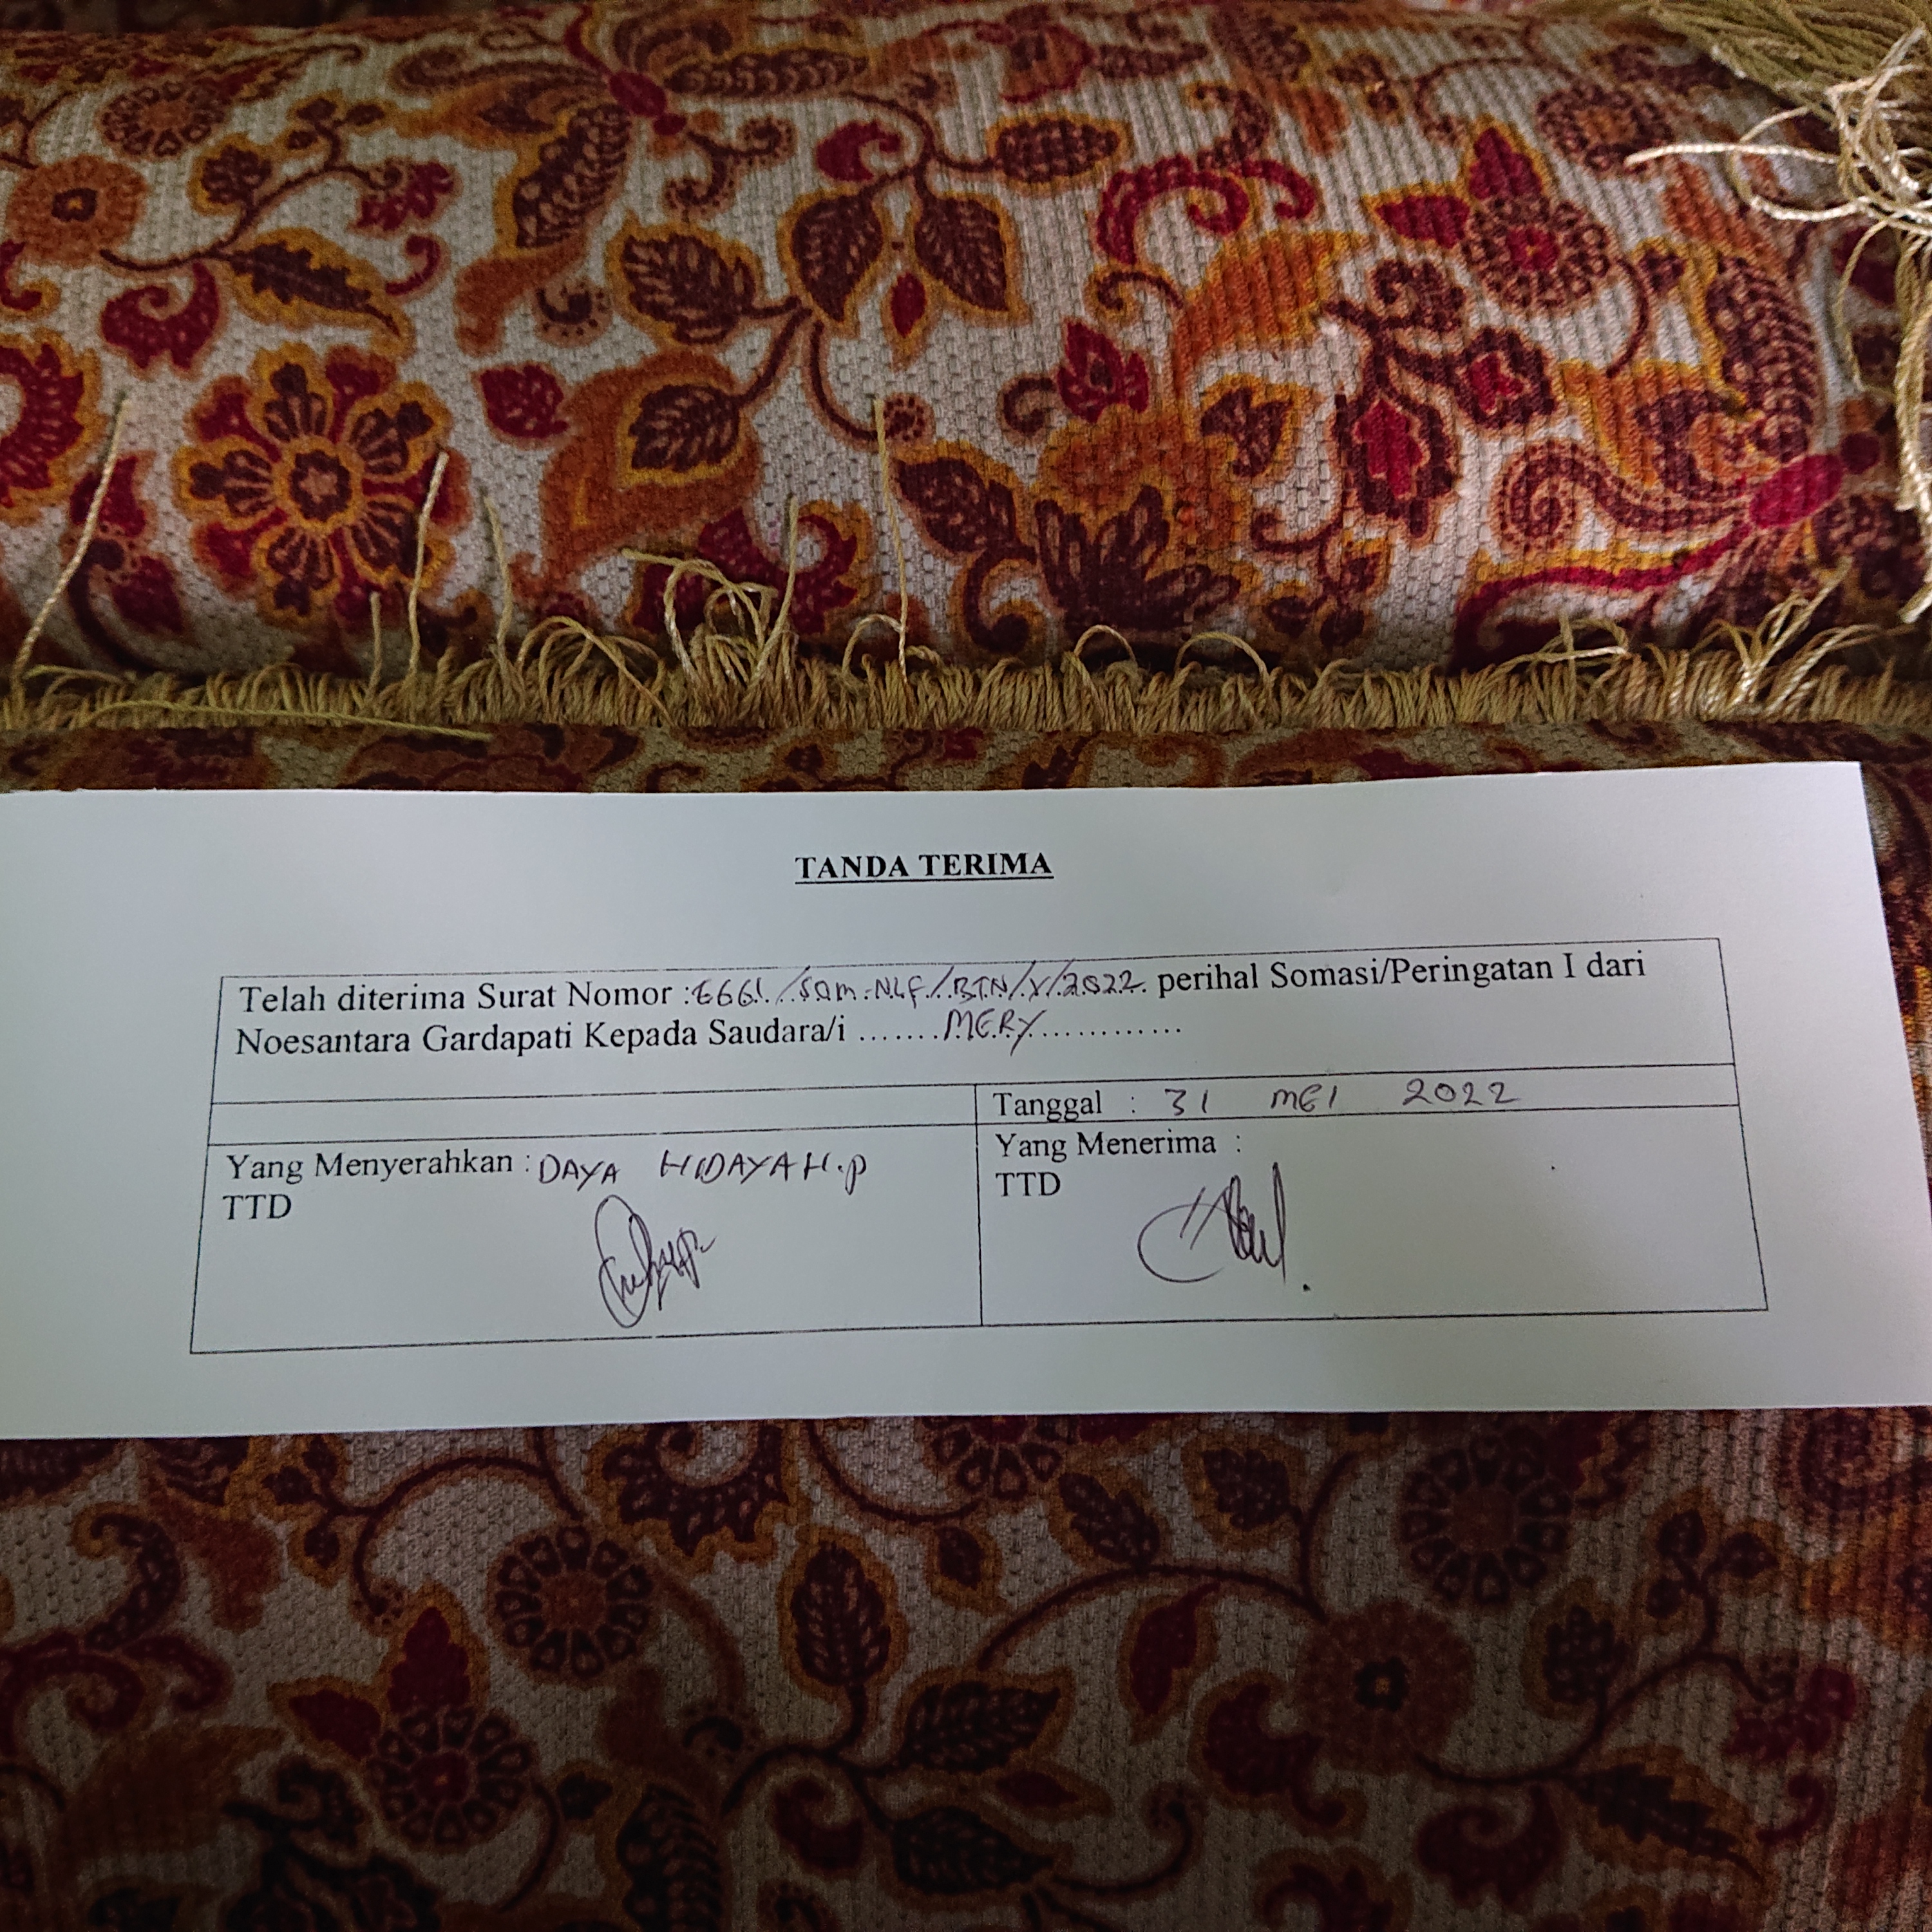 TANDA TERIMA
Telah diterima Surat Nomor :6661./Som-NLF./BTN/V/2022. perihal Somasi/Peringatan I dari
Noesantara Gardapati Kepada Saudara/i .......MERY............
Tanggal : 31 MEI 2022
Yang Menyerahkan : DAYA HIDAYAH.P
TTD
Yang Menerima :
TTD